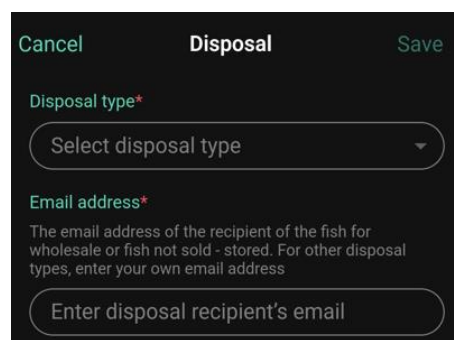 Cancel Disposal Save
Disposal type*
Select disposal type
Email address*
The email address of the recipient of the fish for
wholesale or fish not sold - stored. For other disposal
types, enter your own email address
Enter disposal recipient's email